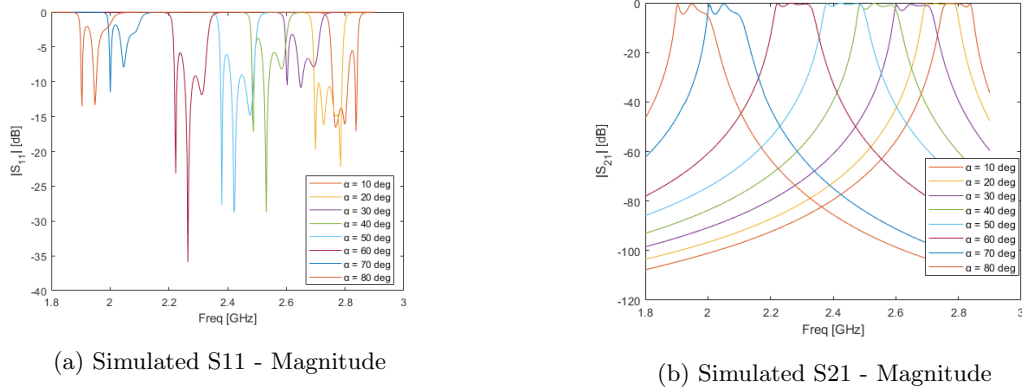 0
-5
-10
-15
-20
-25
-30
-35
-40
|S11| [dB]
1.8 2 2.2 2.4 2.6 2.8 3
Freq [GHz]
α = 10 deg
α = 20 deg
α = 30 deg
α = 40 deg
α = 50 deg
α = 60 deg
α = 70 deg
α = 80 deg
(a) Simulated S11 - Magnitude
0
-20
-40
-60
-80
-100
-120
|S21| [dB]
1.8 2 2.2 2.4 2.6 2.8 3
Freq [GHz]
α = 10 deg
α = 20 deg
α = 30 deg
α = 40 deg
α = 50 deg
α = 60 deg
α = 70 deg
α = 80 deg
(b) Simulated S21 - Magnitude